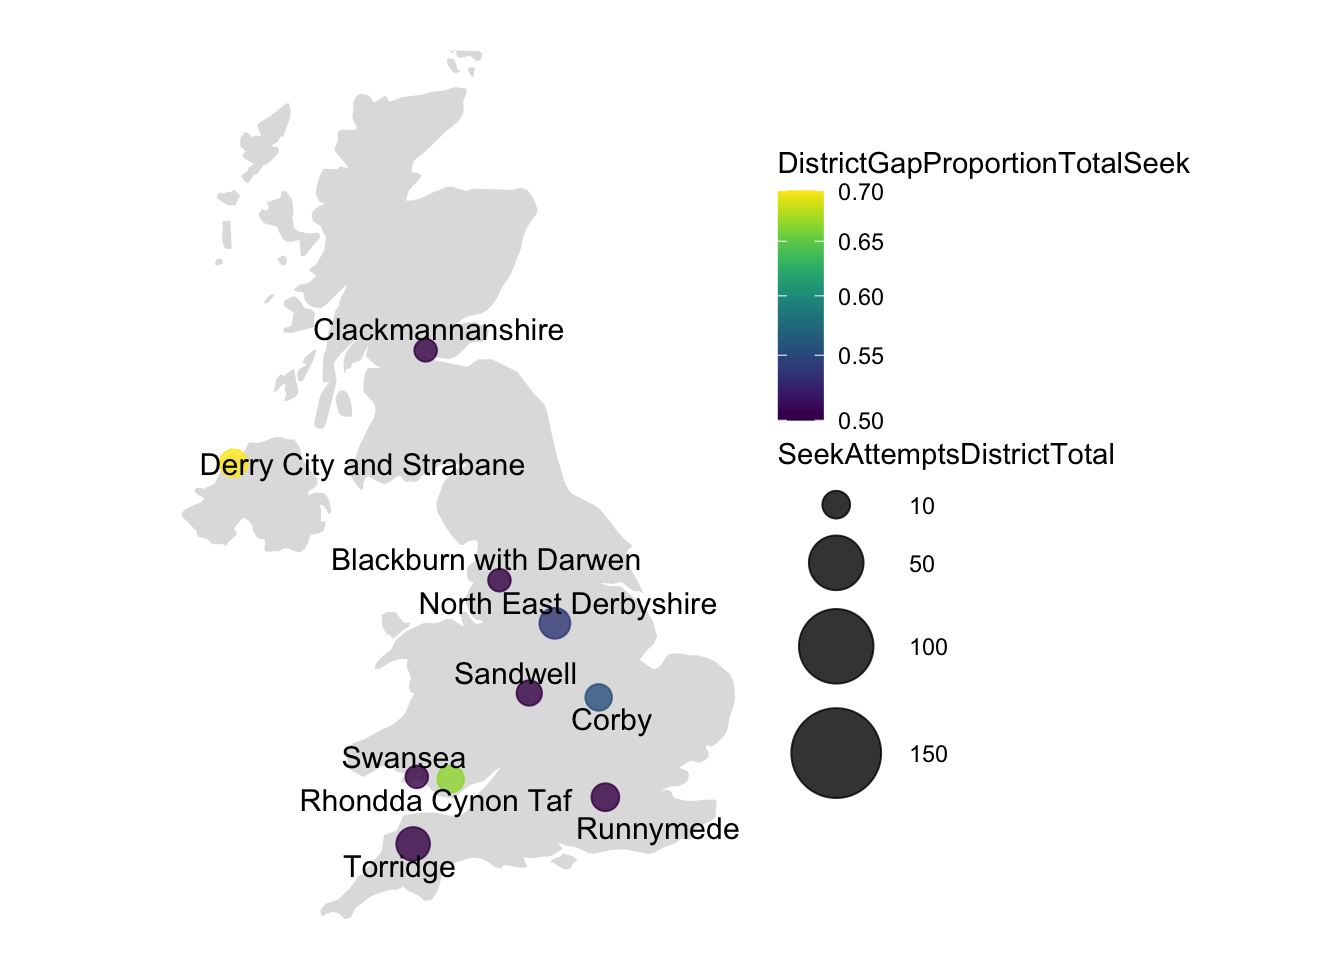 DistrictGapProportionTotalSeek
0.70
0.65
0.60
0.55
0.50
SeekAttemptsDistrictTotal
10
50
100
150
Clackmannanshire
Derry City and Strabane
Blackburn with Darwen
North East Derbyshire
Sandwell
Corby
Swansea
Rhondda Cynon Taf
Runnymede
Torridge